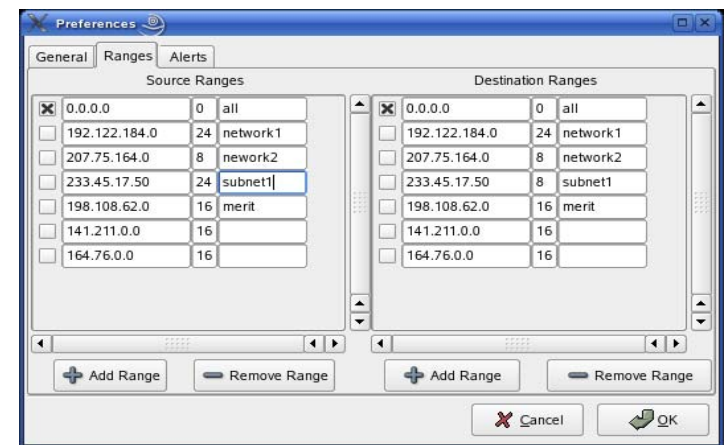 Preferences
General Ranges Alerts
Source Ranges
0.0.0.0 0 all
192.122.184.0 24 network1
207.75.164.0 8 nework2
233.45.17.50 24 subnet1
198.108.62.0 16 merit
141.211.0.0 16
164.76.0.0 16
Add Range Remove Range
Destination Ranges
0.0.0.0 0 all
192.122.184.0 24 network1
207.75.164.0 8 network2
233.45.17.50 8 subnet1
198.108.62.0 16 merit
141.211.0.0 16
164.76.0.0 16
Add Range Remove Range
Cancel OK